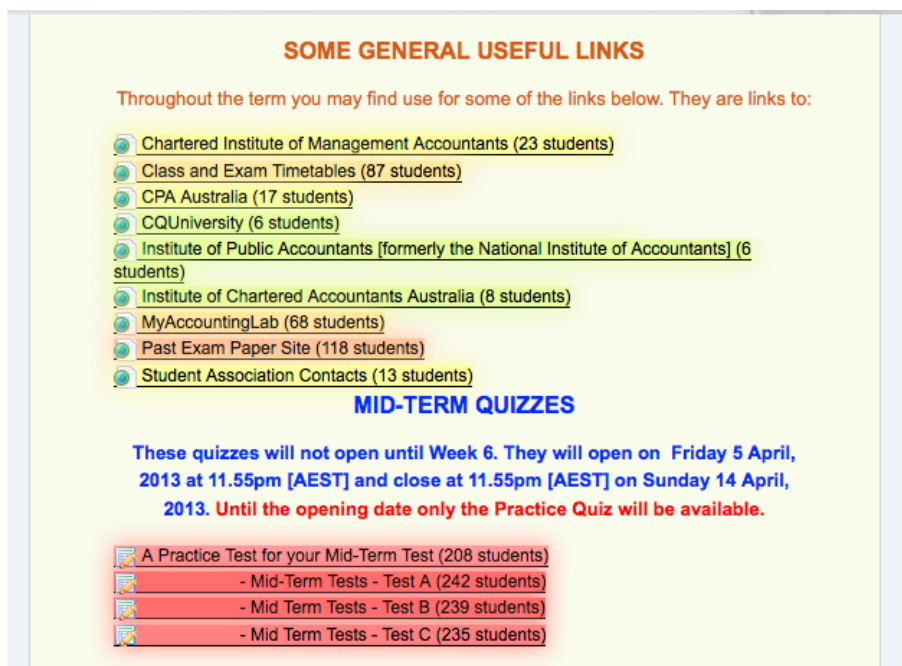 SOME GENERAL USEFUL LINKS
Throughout the term you may find use for some of the links below. They are links to:
Chartered Institute of Management Accountants (23 students)
Class and Exam Timetables (87 students)
CPA Australia (17 students)
CQUniversity (6 students)
Institute of Public Accountants [formerly the National Institute of Accountants] (6
students)
Institute of Chartered Accountants Australia (8 students)
MyAccountingLab (68 students)
Past Exam Paper Site (118 students)
Student Association Contacts (13 students)
MID-TERM QUIZZES
These quizzes will not open until Week 6. They will open on Friday 5 April,
2013 at 11.55pm [AEST] and close at 11.55pm [AEST] on Sunday 14 April,
2013. Until the opening date only the Practice Quiz will be available.
A Practice Test for your Mid-Term Test (208 students)
- Mid-Term Tests - Test A (242 students)
- Mid Term Tests - Test B (239 students)
- Mid Term Tests - Test C (235 students)